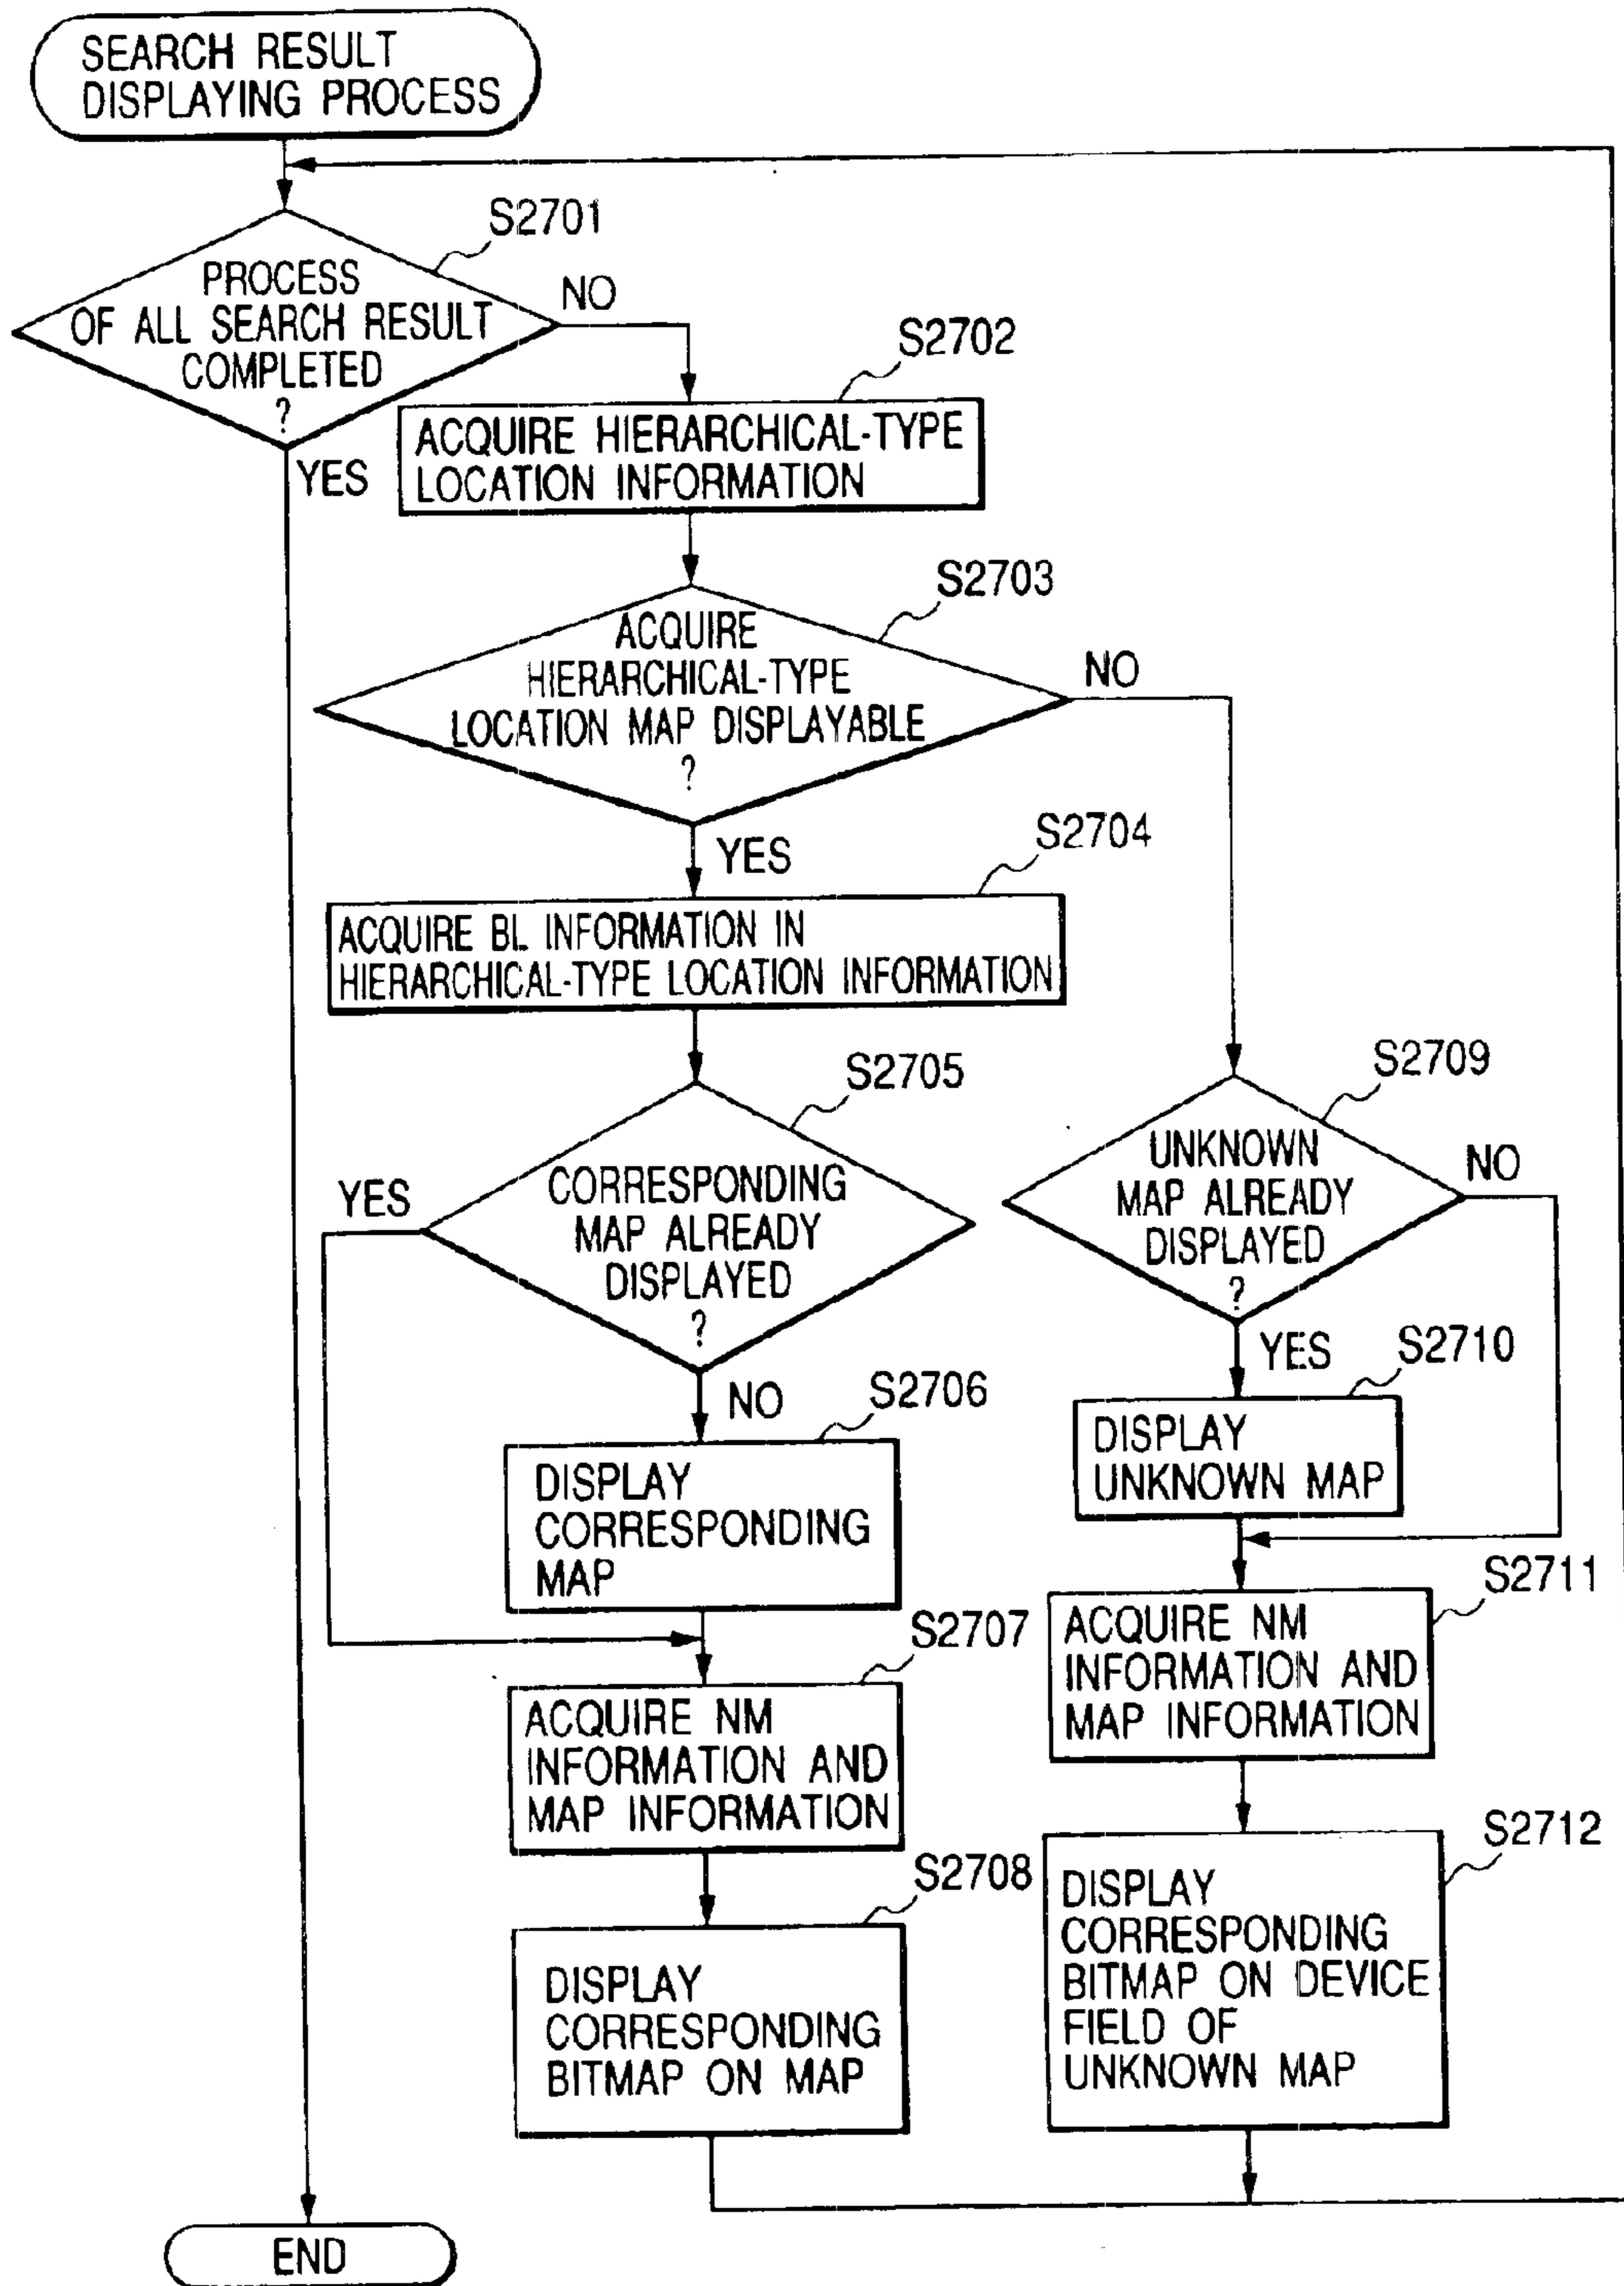 SEARCH RESULT
DISPLAYING PROCESS
S2701
PROCESS
OF ALL SEARCH RESULT
COMPLETED
?
NO
YES
S2702
ACQUIRE HIERARCHICAL-TYPE
LOCATION INFORMATION
S2703
ACQUIRE
HIERARCHICAL-TYPE
LOCATION MAP DISPLAYABLE
?
NO
YES
S2704
ACQUIRE BL INFORMATION IN
HIERARCHICAL-TYPE LOCATION INFORMATION
S2705
CORRESPONDING
MAP ALREADY
DISPLAYED
?
YES
NO
S2706
DISPLAY
CORRESPONDING
MAP
S2707
ACQUIRE NM
INFORMATION AND
MAP INFORMATION
S2708
DISPLAY
CORRESPONDING
BITMAP ON MAP
S2709
UNKNOWN
MAP ALREADY
DISPLAYED
?
NO
YES
S2710
DISPLAY
UNKNOWN MAP
S2711
ACQUIRE NM
INFORMATION AND
MAP INFORMATION
S2712
DISPLAY
CORRESPONDING
BITMAP ON DEVICE
FIELD OF
UNKNOWN MAP
END